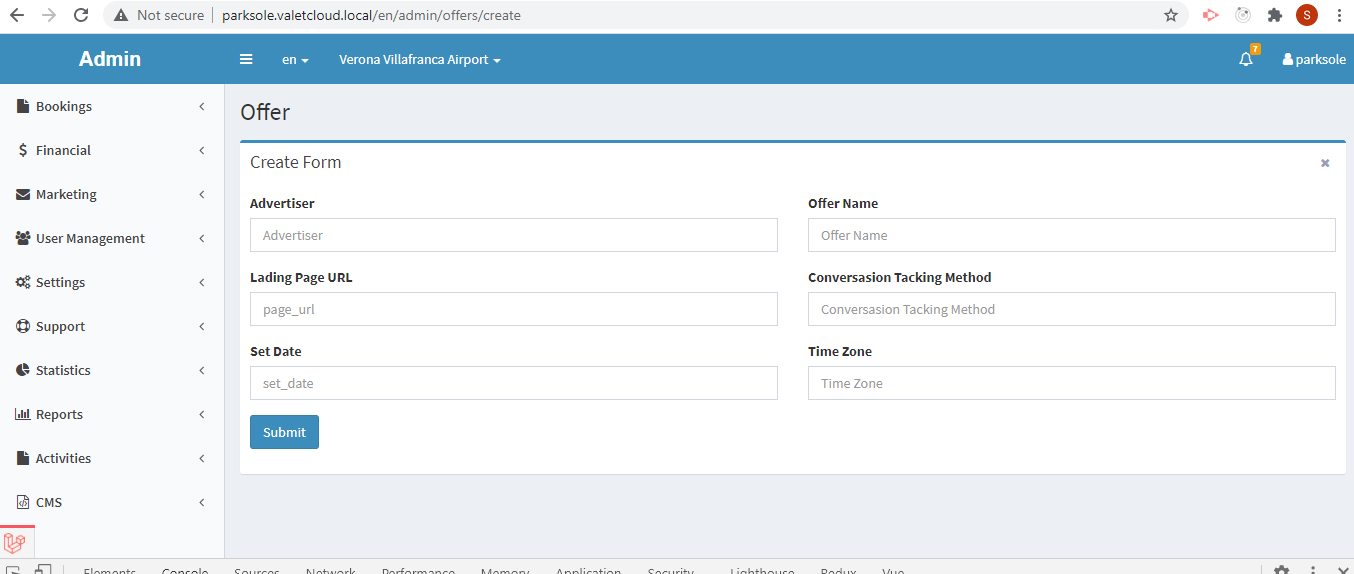 Not secure | parksole.valetcloud.local/en/admin/offers/create S
Admin en Verona Villafranca Airport 7 parksole
Bookings
Financial
Marketing
User Management
Settings
Support
Statistics
Reports
Activities
CMS
Offer
Create Form
Advertiser Offer Name
Advertiser Offer Name
Lading Page URL Conversasion Tacking Method
page_url Conversasion Tacking Method
Set Date Time Zone
set_date Time Zone
Submit
Elements Console Sources Network Performance Memory Application Security Lighthouse Redux Vue